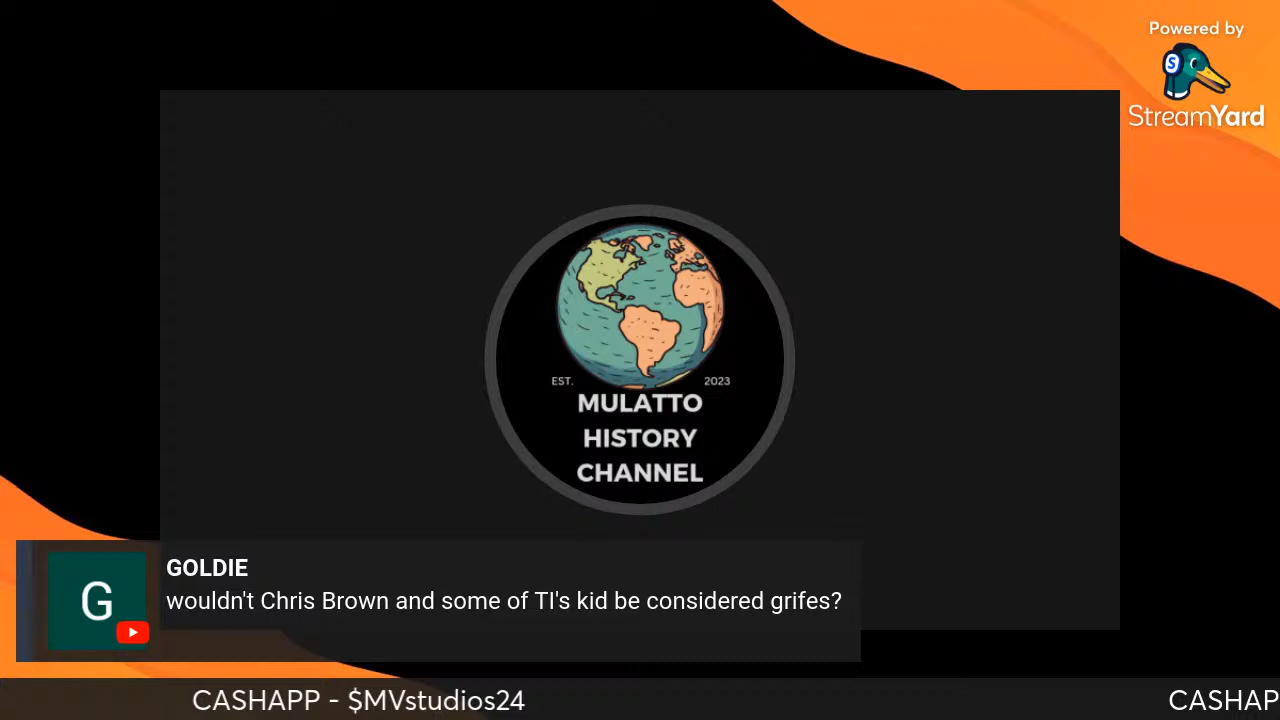 Powered by
S
StreamYard
EST. 2023
MULATTO
HISTORY
CHANNEL
G
GOLDIE
wouldn't Chris Brown and some of TI's kid be considered grifes?
CASHAPP - $MVstudios24 CASHAP